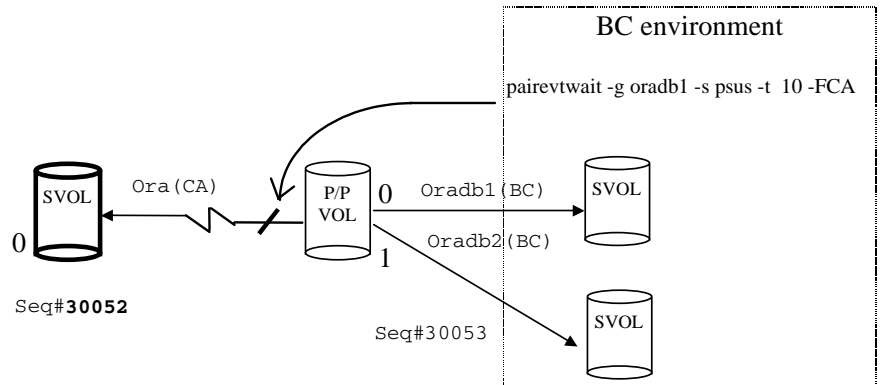 BC environment
pairevtwait -g oradb1 -s psus -t 10 -FCA
SVOL
Ora(CA)
P/P
VOL
0
Oradb1(BC)
SVOL
0
Oradb2(BC)
1
Seq#30052
Seq#30053
SVOL